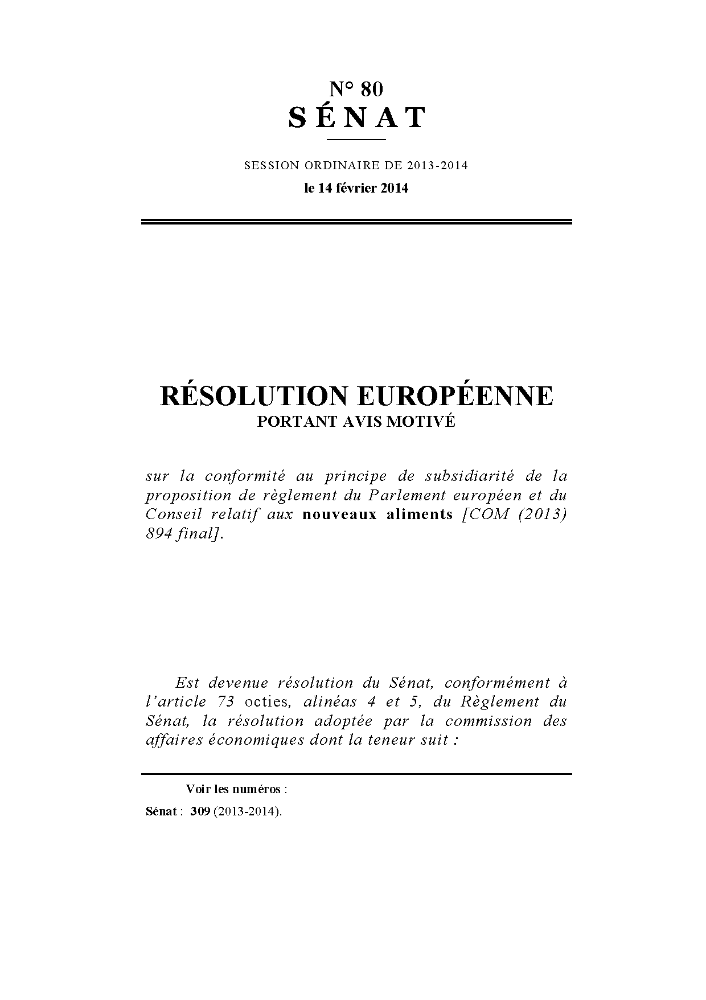 N° 80
SÉNAT
SESSION ORDINAIRE DE 2013-2014
le 14 février 2014
RÉSOLUTION EUROPÉENNE
PORTANT AVIS MOTIVÉ
sur la conformité au principe de subsidiarité de la
proposition de règlement du Parlement européen et du
Conseil relatif aux nouveaux aliments [COM (2013)
894 final].
Est devenue résolution du Sénat, conformément à
l’article 73 octies, alinéas 4 et 5, du Règlement du
Sénat, la résolution adoptée par la commission des
affaires économiques dont la teneur suit :
Voir les numéros :
Sénat : 309 (2013-2014).